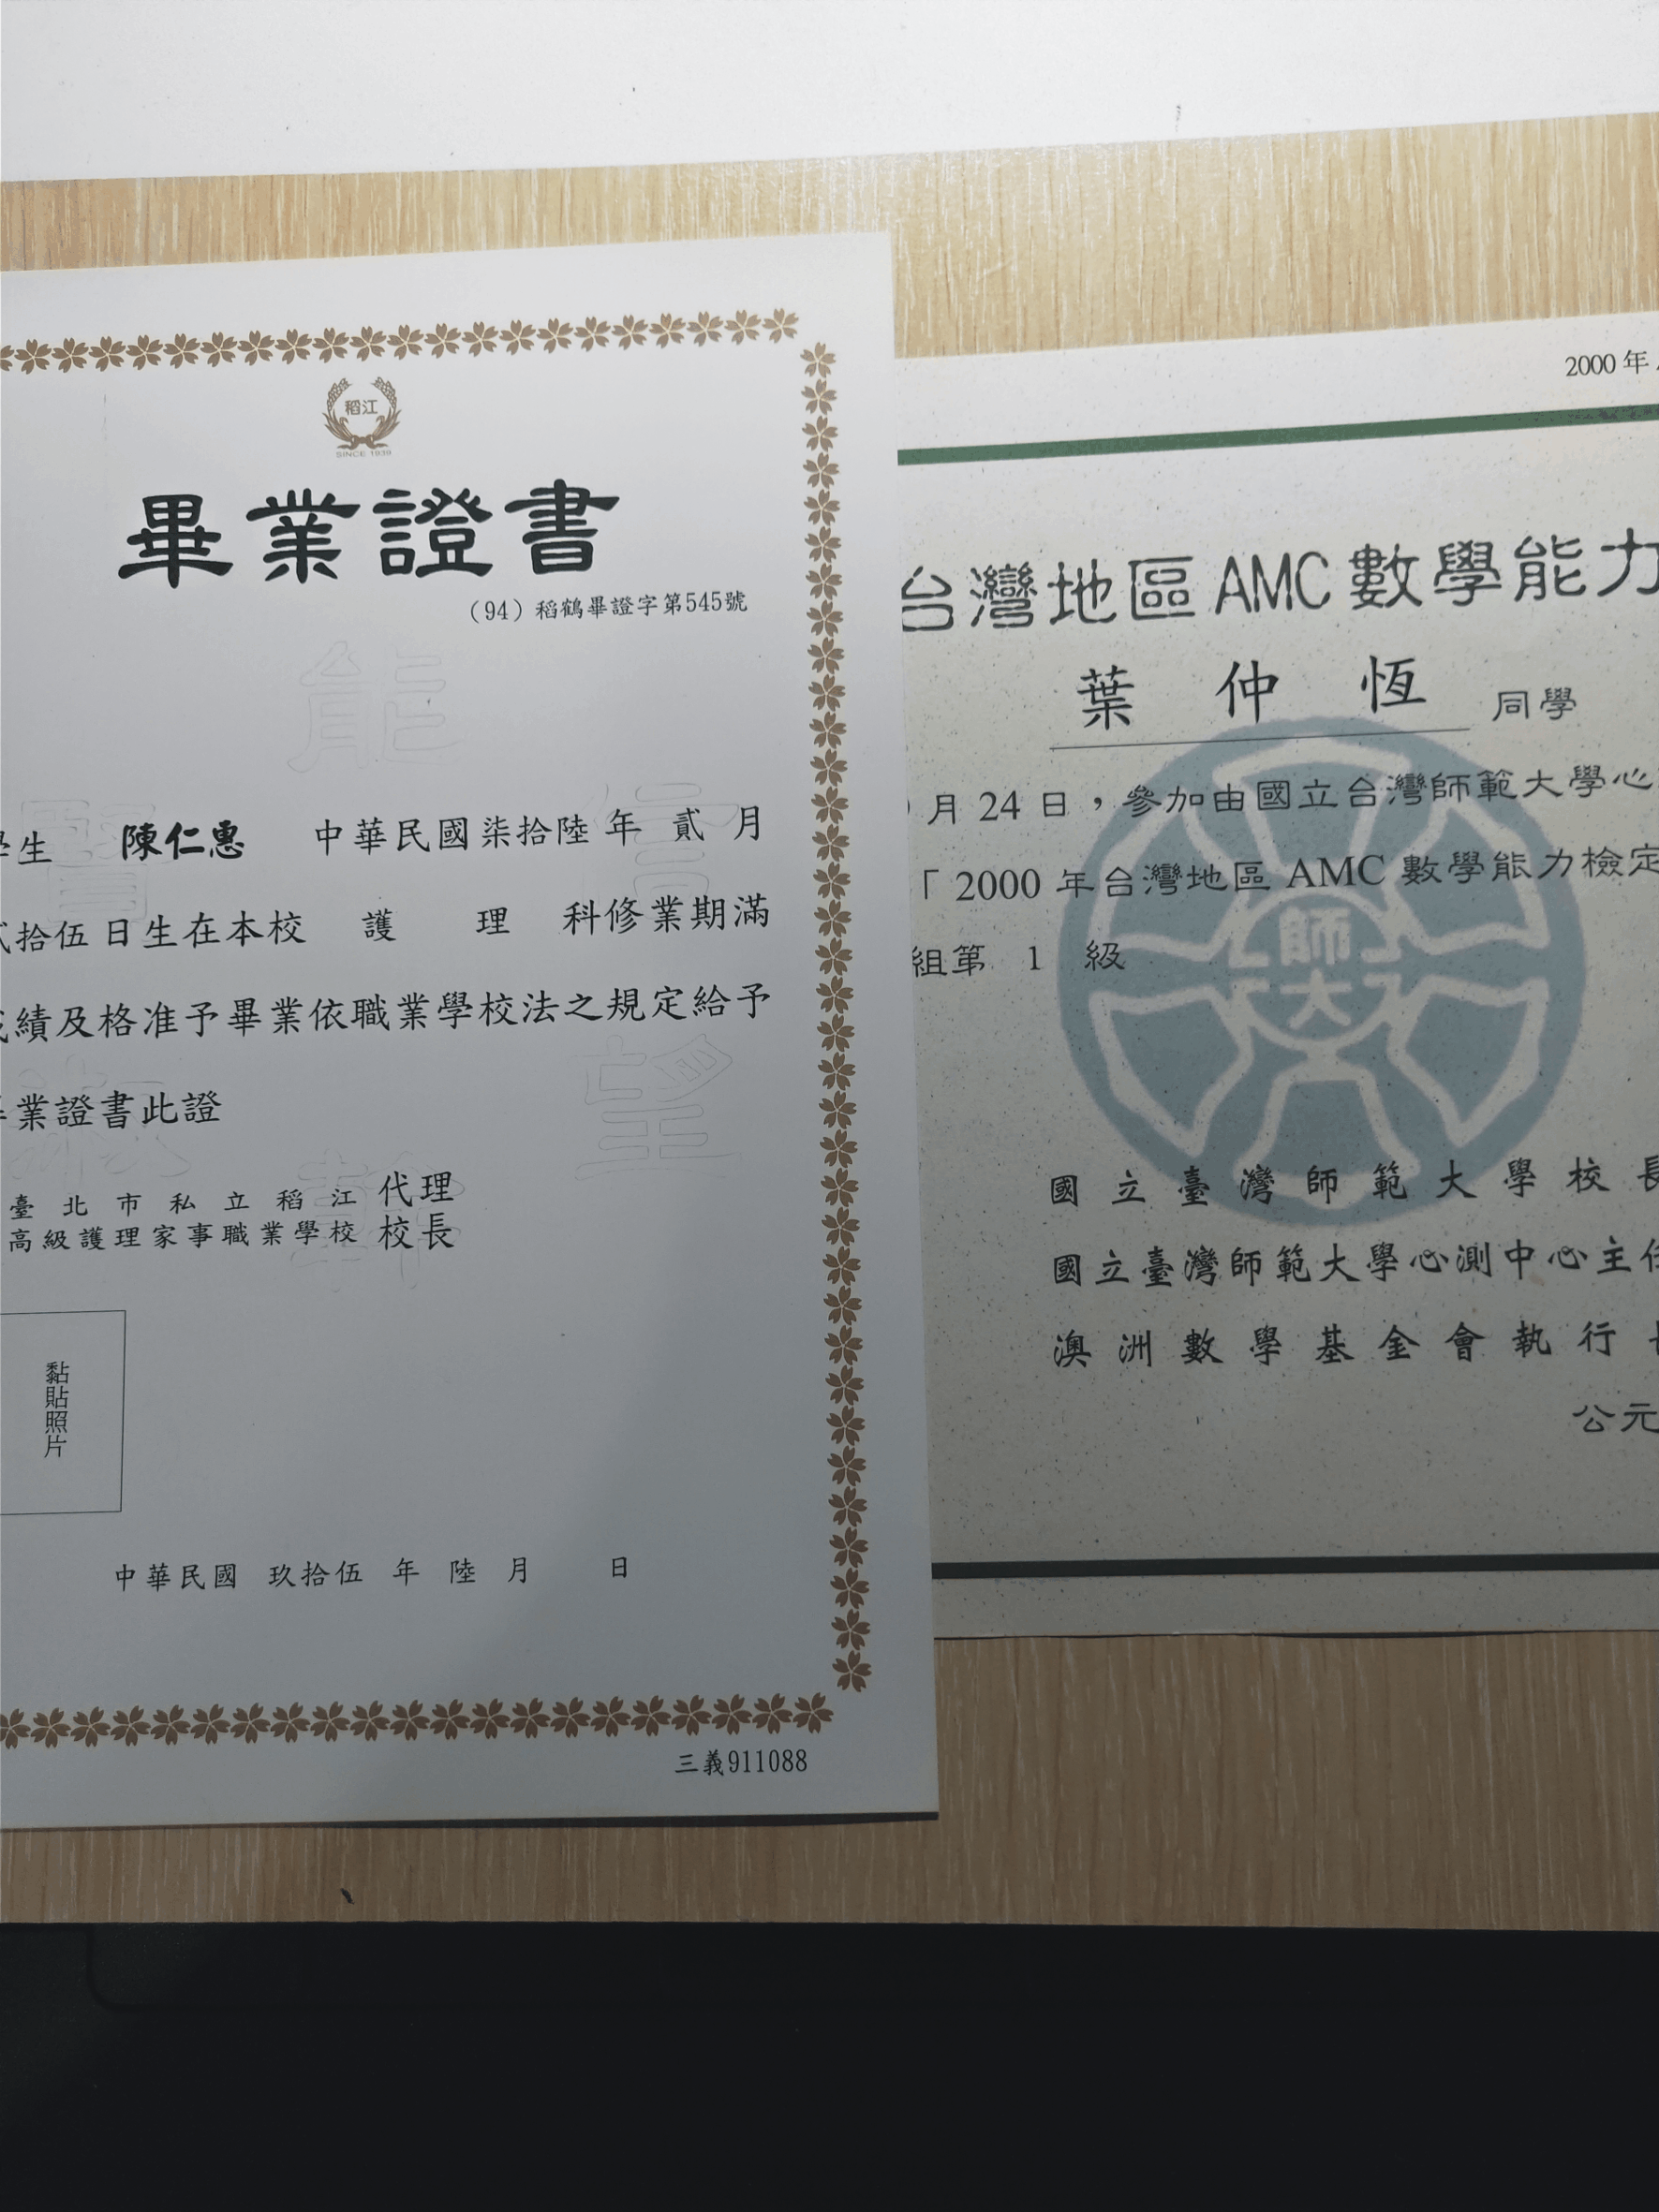 稻江
SINCE 1939
畢業證書
（94）稻鶴畢證字第545號
學生 陳仁惠 中華民國柒拾陸年貳月
貳拾伍日生在本校 護理 科修業期滿
成績及格准予畢業依職業學校法之規定給予
畢業證書此證
臺北市私立稻江
高級護理家事職業學校
代理
校長
黏貼照片
中華民國 玖拾伍 年 陸 月 日
三義911088
能
信
望
2000 年
台灣地區 AMC 數學能力
葉仲恆 同學
月 24 日，參加由國立台灣師範大學心
「2000 年台灣地區 AMC 數學能力檢定
組第 1 級
師大
國立臺灣師範大學校長
國立臺灣師範大學心測中心主任
澳洲數學基金會執行
公元